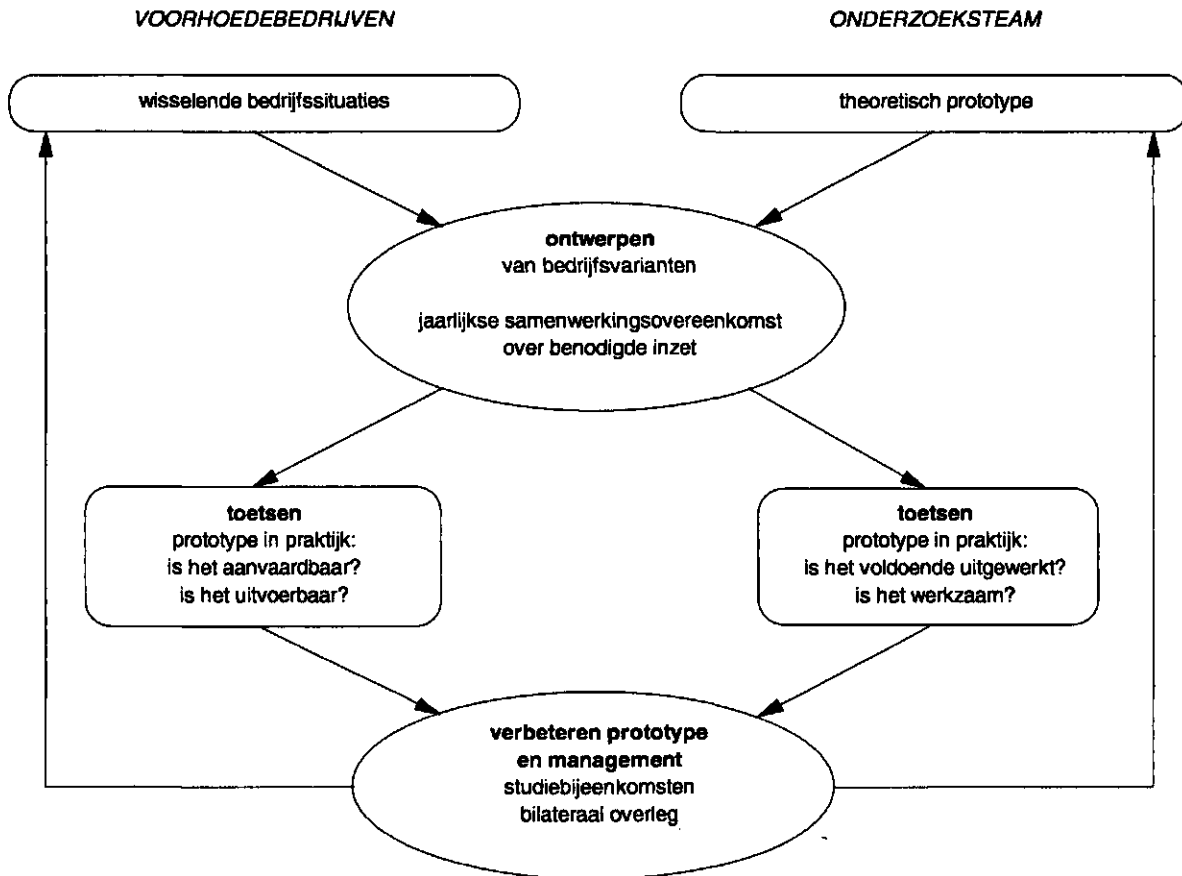 VOORHOEDEBEDRIJVEN
ONDERZOEKSTEAM
wisselende bedrijfssituaties
theoretisch prototype
ontwerpen
van bedrijfsvarianten
jaarlijkse samenwerkingsovereenkomst
over benodigde inzet
toetsen
prototype in praktijk:
is het aanvaardbaar?
is het uitvoerbaar?
toetsen
prototype in praktijk:
is het voldoende uitgewerkt?
is het werkzaam?
verbeteren prototype
en management
studiebijeenkomsten
bilateraal overleg